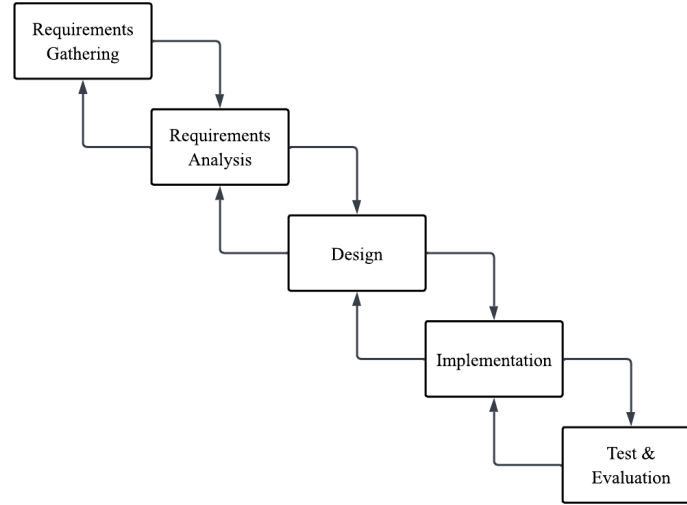 Requirements
Gathering
Requirements
Analysis
Design
Implementation
Test &
Evaluation